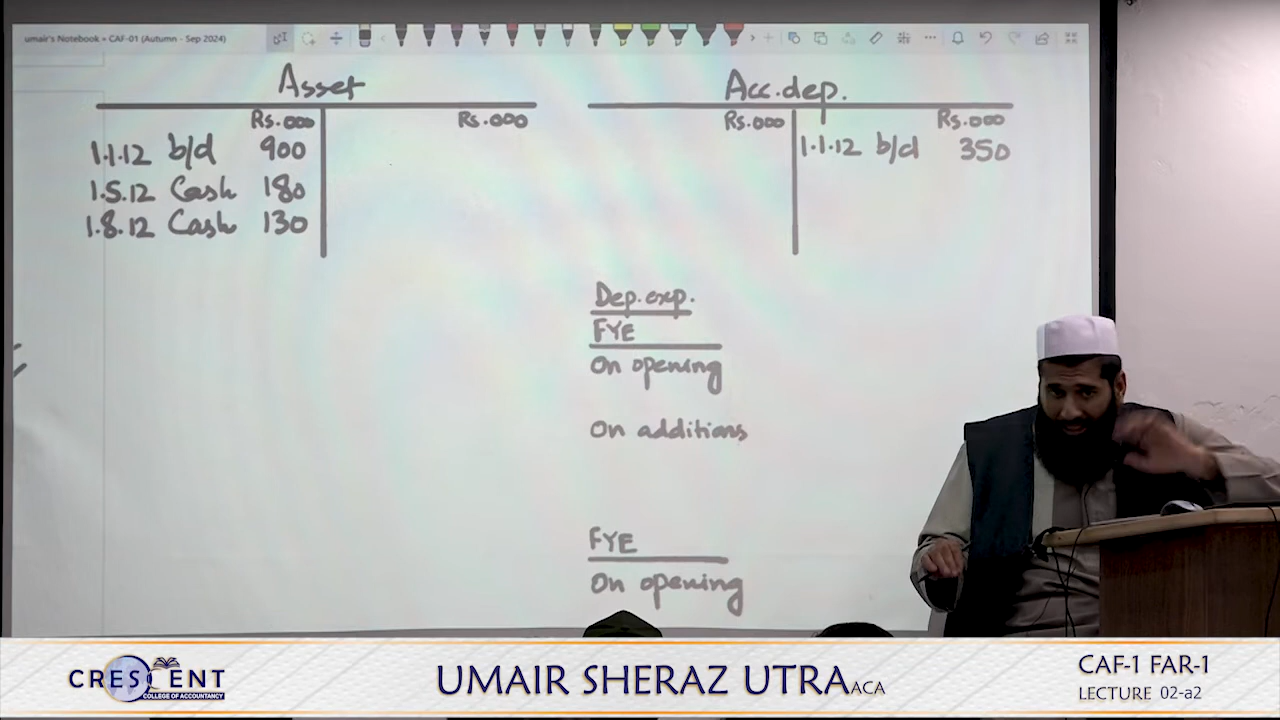 umair's Notebook » CAF-01 (Autumn - Sep 2024)
Asset
Rs.000 Rs.000
1.1.12 b/d 900
1.5.12 Cash 180
1.8.12 Cash 130
Acc.dep.
Rs.000 Rs.000
1.1.12 b/d 350
Dep.exp.
FYE
On opening
On additions
FYE
On opening
CRESCENT
COLLEGE OF ACCOUNTANCY
UMAIR SHERAZ UTRA ACA
CAF-1 FAR-1
LECTURE 02-a2